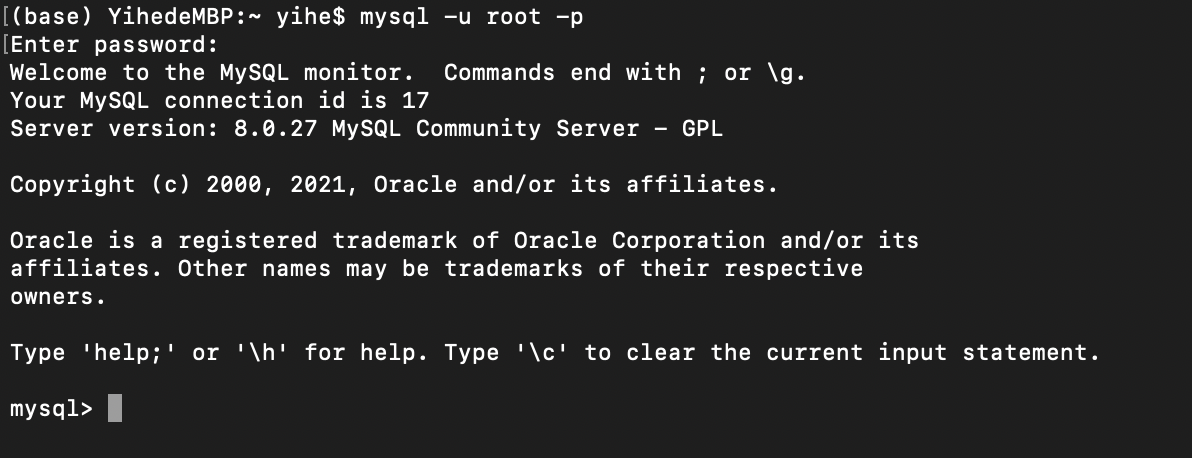 [(base) YihedeMBP:~ yihe$ mysql -u root -p
[Enter password:
Welcome to the MySQL monitor.  Commands end with ; or \g.
Your MySQL connection id is 17
Server version: 8.0.27 MySQL Community Server - GPL
Copyright (c) 2000, 2021, Oracle and/or its affiliates.
Oracle is a registered trademark of Oracle Corporation and/or its
affiliates. Other names may be trademarks of their respective
owners.
Type 'help;' or '\h' for help. Type '\c' to clear the current input statement.
mysql>